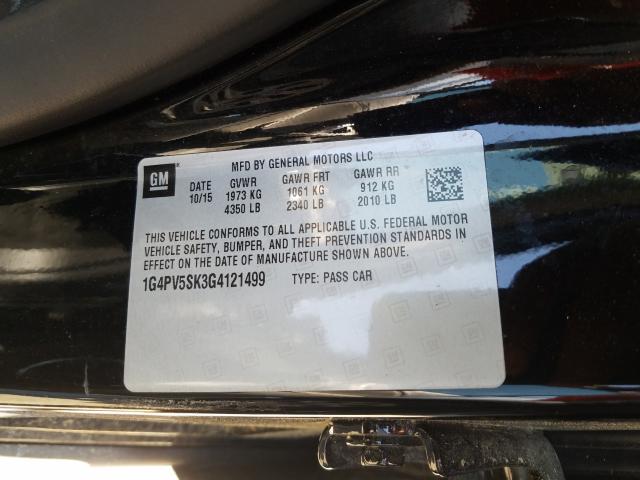 GM
MFD BY GENERAL MOTORS LLC
DATE GVWR GAWR FRT GAWR RR
10/15 1973 KG 1061 KG 912 KG
4350 LB 2340 LB 2010 LB
THIS VEHICLE CONFORMS TO ALL APPLICABLE U.S. FEDERAL MOTOR
VEHICLE SAFETY, BUMPER, AND THEFT PREVENTION STANDARDS IN
EFFECT ON THE DATE OF MANUFACTURE SHOWN ABOVE.
1G4PV5SK3G4121499 TYPE: PASS CAR